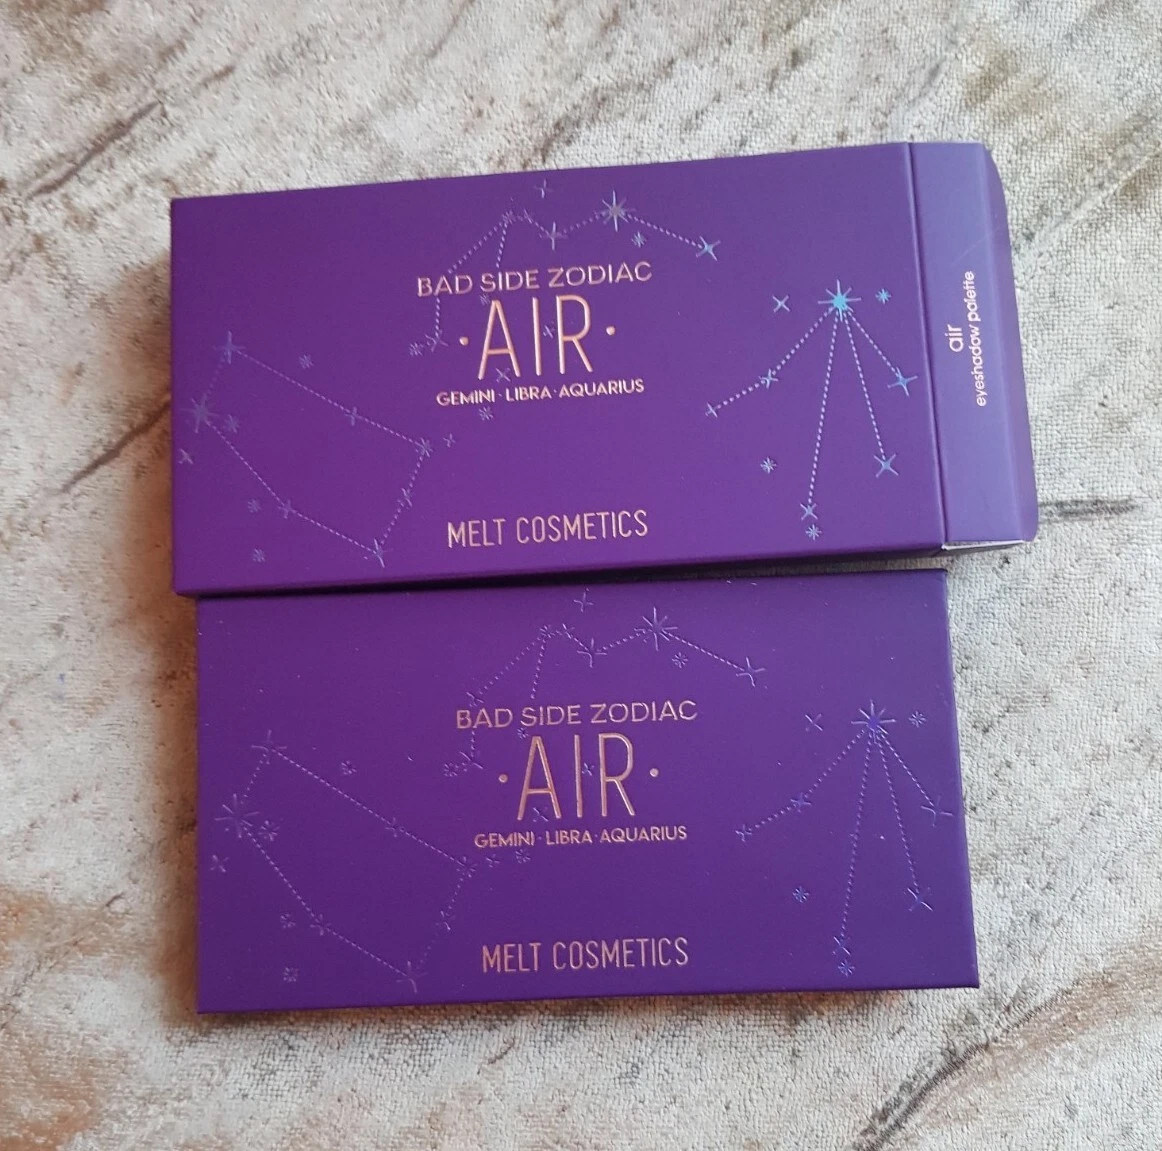 BAD SIDE ZODIAC
·AIR·
GEMINI·LIBRA·AQUARIUS
MELT COSMETICS
air
eyeshadow palette
BAD SIDE ZODIAC
·AIR·
GEMINI·LIBRA·AQUARIUS
MELT COSMETICS